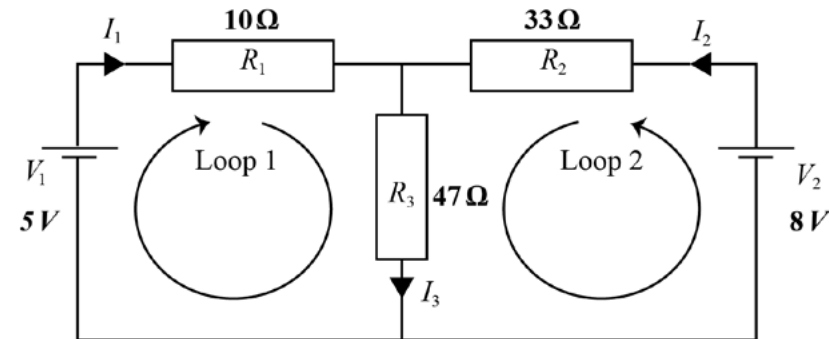 10 Ω 33 Ω
I₁ R₁ R₂ I₂
Loop 1 Loop 2
V₁ R₃ 47 Ω V₂
5 V 8 V
I₃